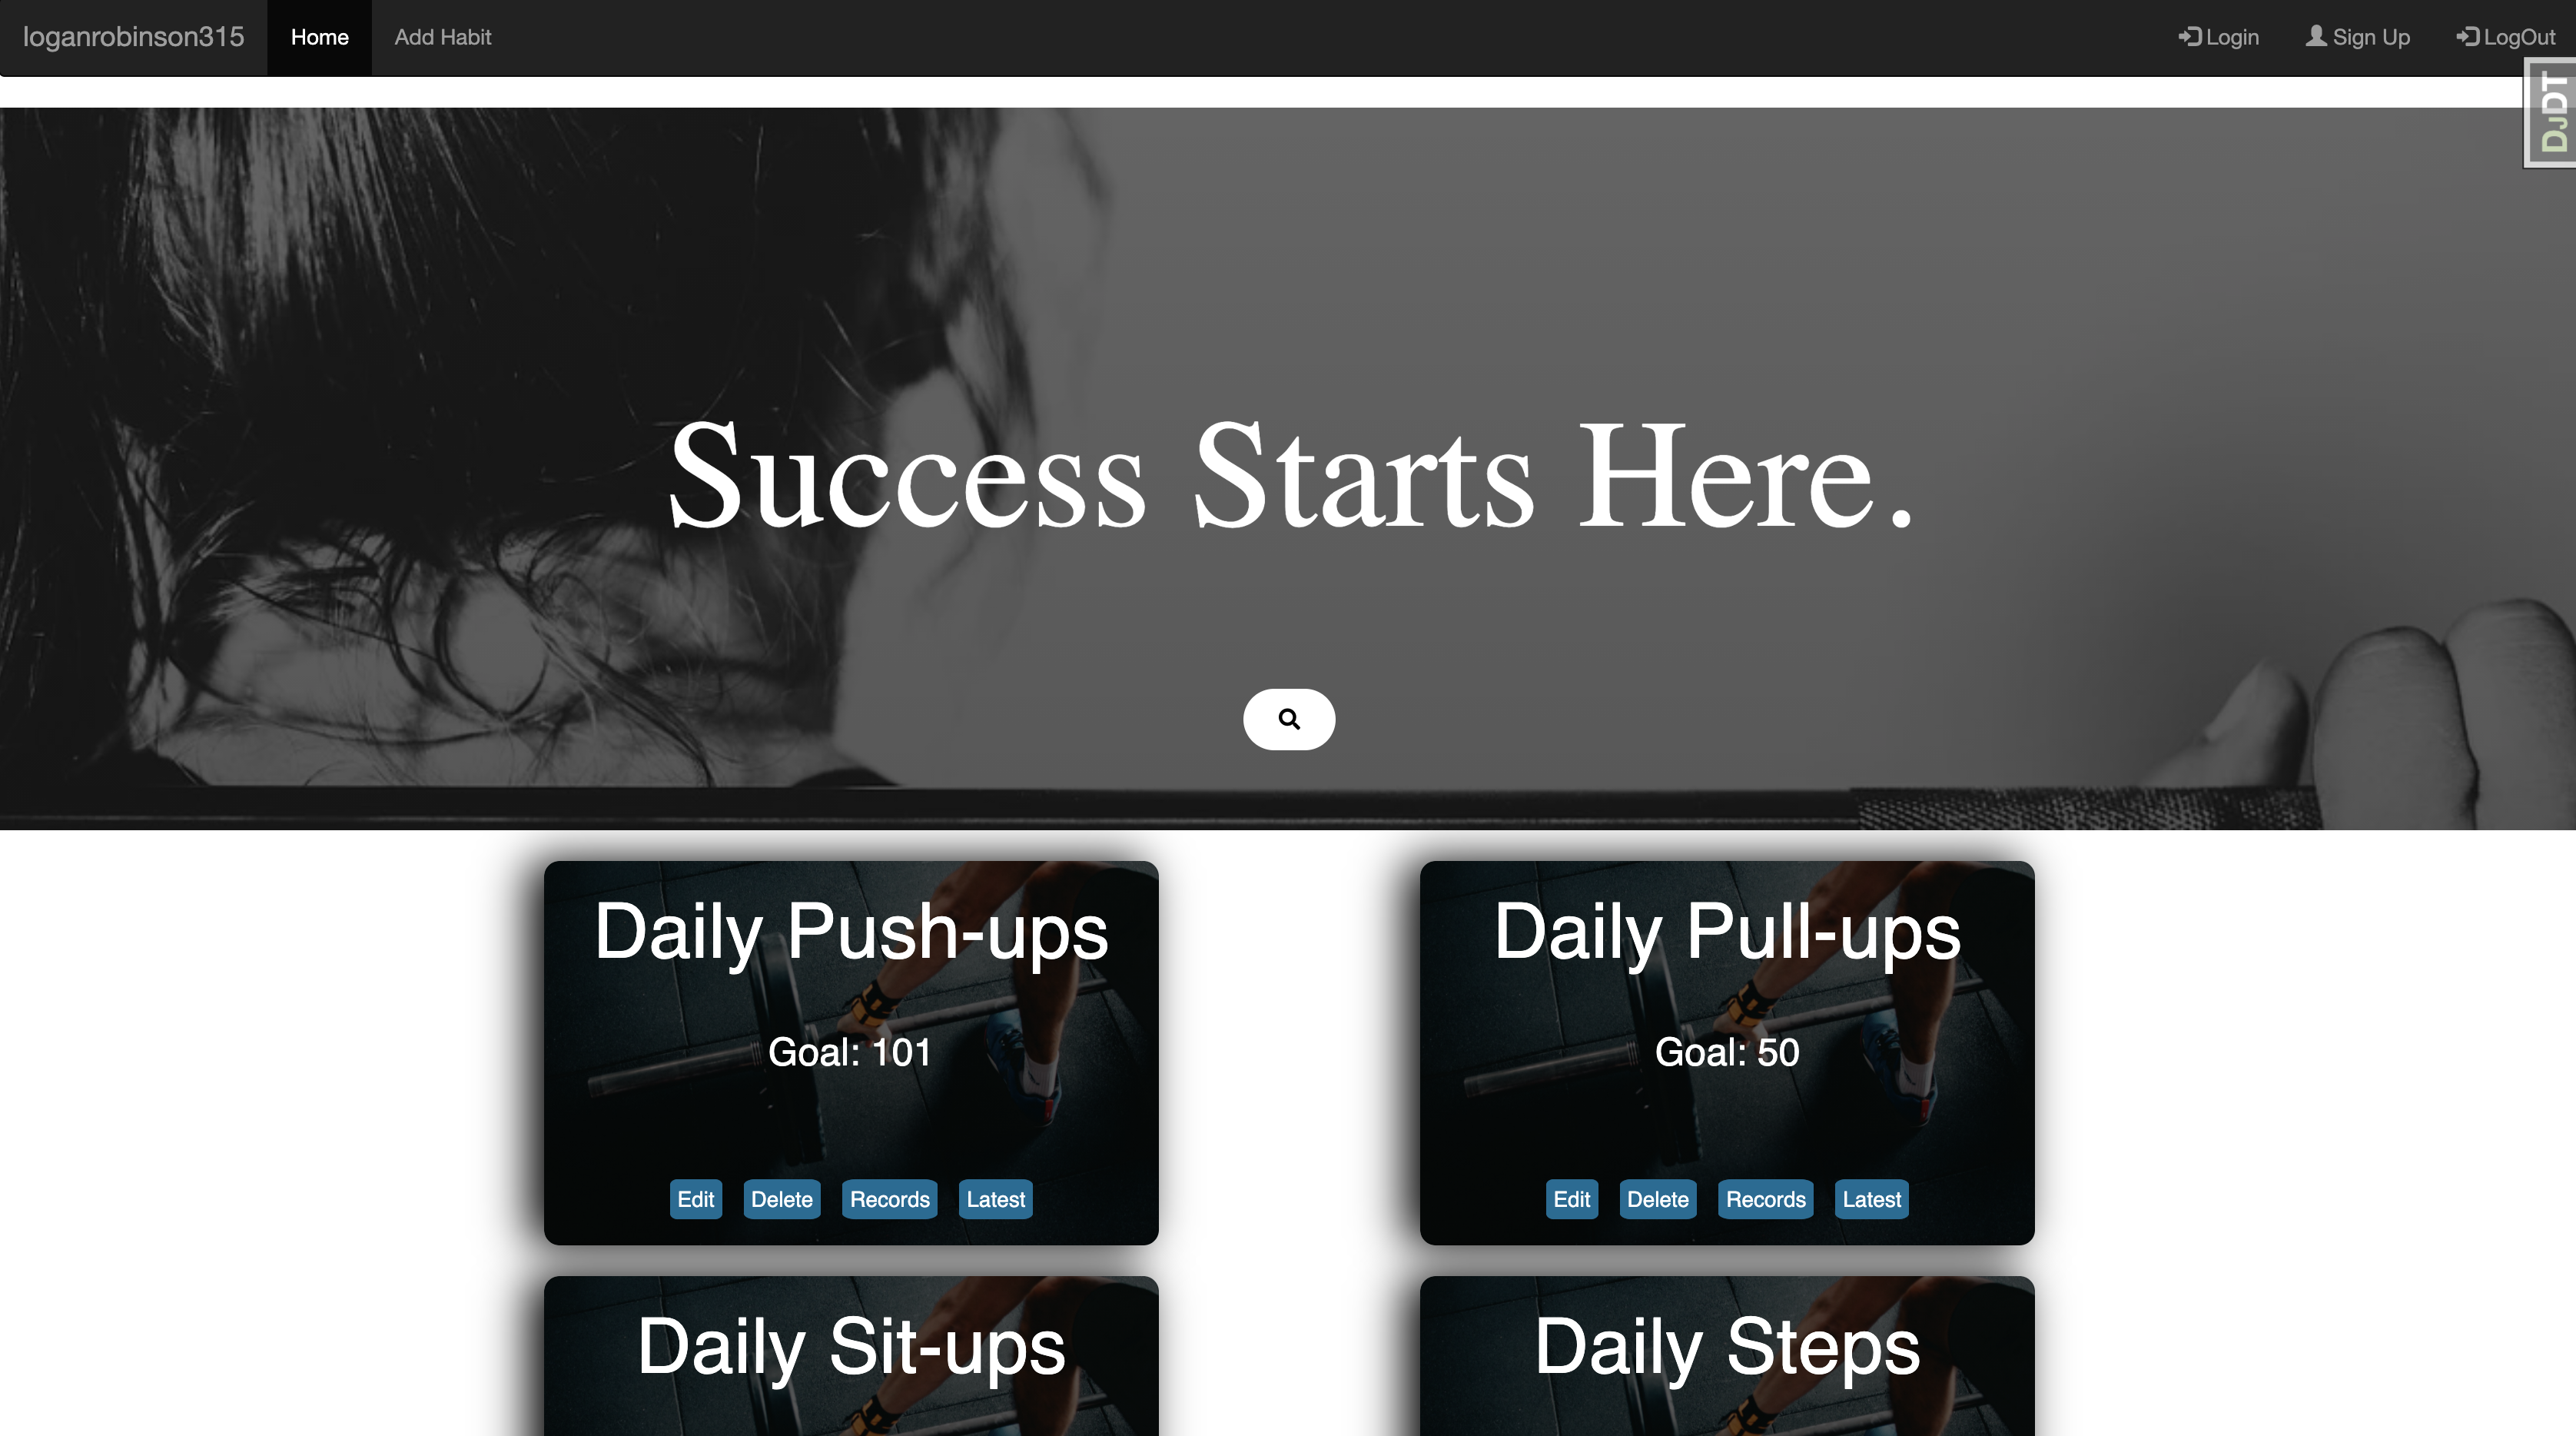 loganrobinson315 Home Add Habit Login Sign Up LogOut
DJDT
Success Starts Here.
Daily Push-ups
Goal: 101
Edit Delete Records Latest
Daily Pull-ups
Goal: 50
Edit Delete Records Latest
Daily Sit-ups
Daily Steps